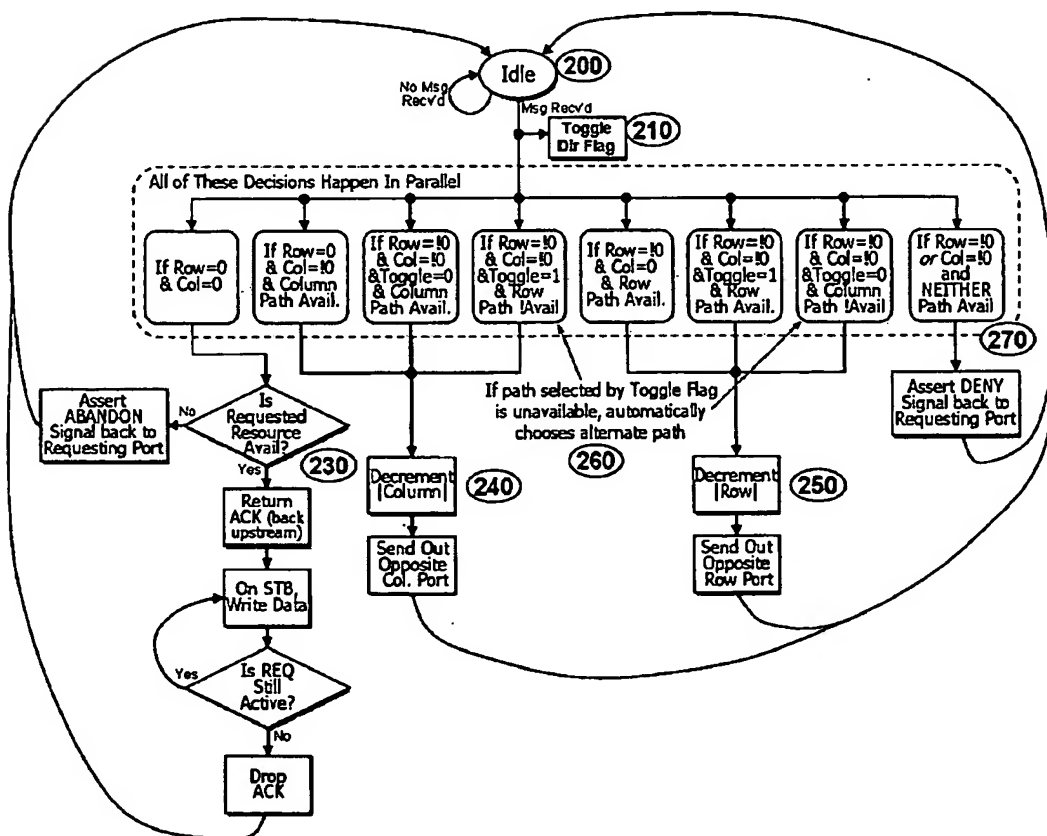 Idle
200
No Msg
Recv'd
Msg Recv'd
Toggle
Dir Flag
210
All of These Decisions Happen In Parallel
If Row=0
& Col=0
If Row=0
& Col=!0
& Column
Path Avail.
If Row=!0
& Col=!0
&Toggle=0
& Column
Path Avail.
If Row=!0
& Col=!0
&Toggle=1
& Row
Path !Avail
If Row=!0
& Col=0
& Row
Path Avail.
If Row=!0
& Col=!0
&Toggle=1
& Row
Path Avail.
If Row=!0
& Col=!0
&Toggle=0
& Column
Path !Avail
If Row=!0
or Col=!0
and
NEITHER
Path Avail
270
Assert
ABANDON
Signal back to
Requesting Port
No
Is
Requested
Resource
Avail?
230
Yes
If path selected by Toggle Flag
is unavailable, automatically
chooses alternate path
260
Assert DENY
Signal back to
Requesting Port
Return
ACK (back
upstream)
Decrement
|Column|
240
Decrement
|Row|
250
On STB,
Write Data
Send Out
Opposite
Col. Port
Send Out
Opposite
Row Port
Yes
Is REQ
Still
Active?
No
Drop
ACK